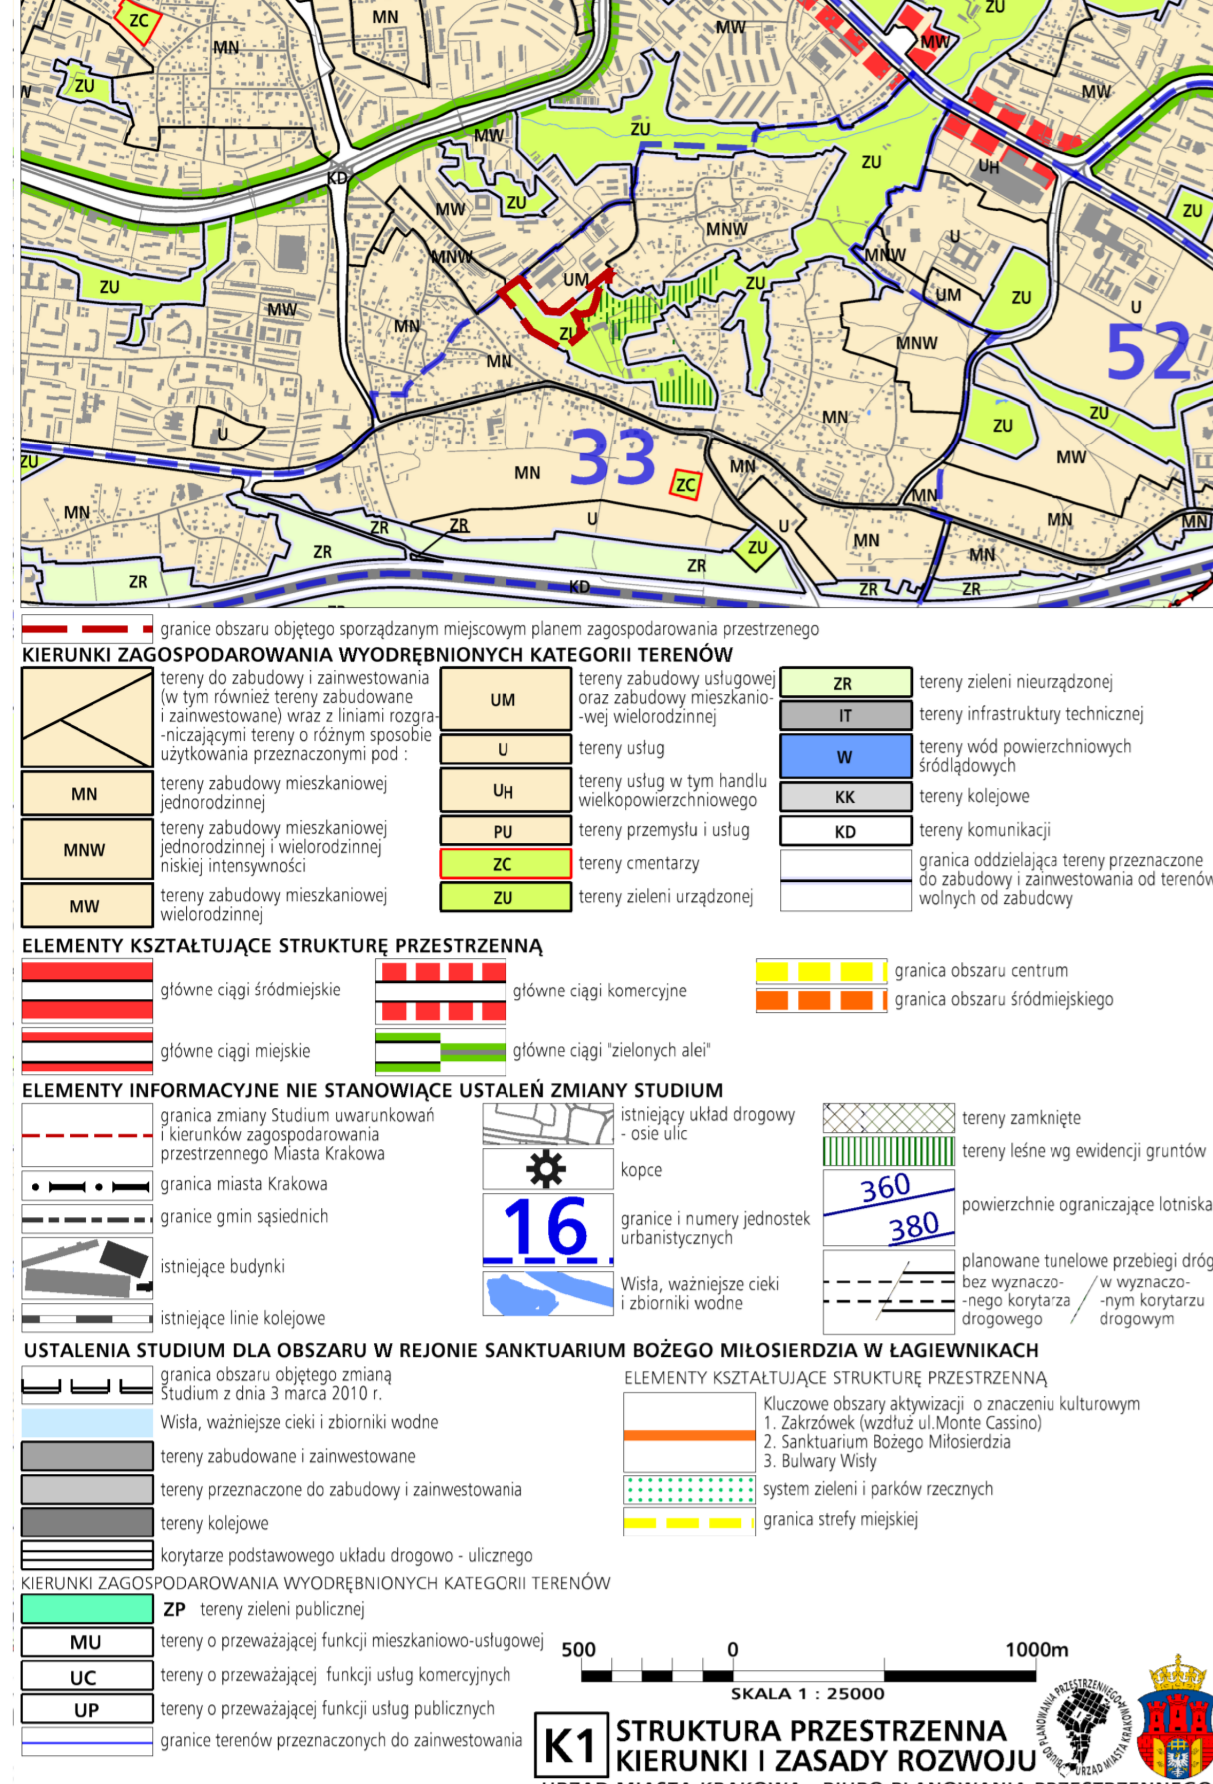 ZC
MN
MN
MW
ZU
MW
ZU
MW
MW
ZU
ZU
UH
KD
MW
ZU
MNW
U
ZU
MNW
MNW
UM
ZU
UM
ZU
ZU
MW
MN
ZU
MN
MNW
U
52
MN
ZU
ZU
U
33
MN
MN
ZC
MW
ZU
MN
MN
ZR
ZR
U
U
MN
MN
MN
ZR
ZU
MN
ZR
ZR
KD
ZR
ZR
granice obszaru objętego sporządzanym miejscowym planem zagospodarowania przestrzenego
KIERUNKI ZAGOSPODAROWANIA WYODRĘBNIONYCH KATEGORII TERENÓW
tereny do zabudowy i zainwestowania
(w tym również tereny zabudowane
i zainwestowane) wraz z liniami rozgra-
-niczającymi tereny o różnym sposobie
użytkowania przeznaczonymi pod :
MN
tereny zabudowy mieszkaniowej
jednorodzinnej
MNW
tereny zabudowy mieszkaniowej
jednorodzinnej i wielorodzinnej
niskiej intensywności
MW
tereny zabudowy mieszkaniowej
wielorodzinnej
UM
tereny zabudowy usługowej
oraz zabudowy mieszkanio-
-wej wielorodzinnej
U
tereny usług
UH
tereny usług w tym handlu
wielkopowierzchniowego
PU
tereny przemysłu i usług
ZC
tereny cmentarzy
ZU
tereny zieleni urządzonej
ZR
tereny zieleni nieurządzonej
IT
tereny infrastruktury technicznej
W
tereny wód powierzchniowych
śródlądowych
KK
tereny kolejowe
KD
tereny komunikacji
granica oddzielająca tereny przeznaczone
do zabudowy i zainwestowania od terenów
wolnych od zabudcwy
ELEMENTY KSZTAŁTUJĄCE STRUKTURĘ PRZESTRZENNĄ
główne ciągi śródmiejskie
główne ciągi komercyjne
granica obszaru centrum
granica obszaru śródmiejskiego
główne ciągi miejskie
główne ciągi "zielonych alei"
ELEMENTY INFORMACYJNE NIE STANOWIĄCE USTALEŃ ZMIANY STUDIUM
granica zmiany Studium uwarunkowań
i kierunków zagospodarowania
przestrzennego Miasta Krakowa
granica miasta Krakowa
granice gmin sąsiednich
istniejące budynki
istniejące linie kolejowe
istniejący układ drogowy
- osie ulic
kopce
16
granice i numery jednostek
urbanistycznych
Wisła, ważniejsze cieki
i zbiorniki wodne
tereny zamknięte
tereny leśne wg ewidencji gruntów
360
380
powierzchnie ograniczające lotniska
planowane tunelowe przebiegi dróg
bez wyznaczo-
-nego korytarza
drogowego
w wyznaczo-
-nym korytarzu
drogowym
USTALENIA STUDIUM DLA OBSZARU W REJONIE SANKTUARIUM BOŻEGO MIŁOSIERDZIA W ŁAGIEWNIKACH
granica obszaru objętego zmianą
Studium z dnia 3 marca 2010 r.
Wisła, ważniejsze cieki i zbiorniki wodne
tereny zabudowane i zainwestowane
tereny przeznaczone do zabudowy i zainwestowania
tereny kolejowe
korytarze podstawowego układu drogowo - ulicznego
ELEMENTY KSZTAŁTUJĄCE STRUKTURĘ PRZESTRZENNĄ
Kluczowe obszary aktywizacji o znaczeniu kulturowym
1. Zakrzówek (wzdłuż ul.Monte Cassino)
2. Sanktuarium Bożego Miłosierdzia
3. Bulwary Wisły
system zieleni i parków rzecznych
granica strefy miejskiej
KIERUNKI ZAGOSPODAROWANIA WYODRĘBNIONYCH KATEGORII TERENÓW
ZP tereny zieleni publicznej
MU
tereny o przeważającej funkcji mieszkaniowo-usługowej
UC
tereny o przeważającej funkcji usług komercyjnych
UP
tereny o przeważającej funkcji usług publicznych
granice terenów przeznaczonych do zainwestowania
500 0 1000m
SKALA 1 : 25000
K1
STRUKTURA PRZESTRZENNA
KIERUNKI I ZASADY ROZWOJU
BIURO PLANOWANIA PRZESTRZENNEGO
URZĄD MIASTA KRAKOWA
URZĄD MIASTA KRAKOWA - BIURO PLANOWANIA PRZESTRZENNEGO